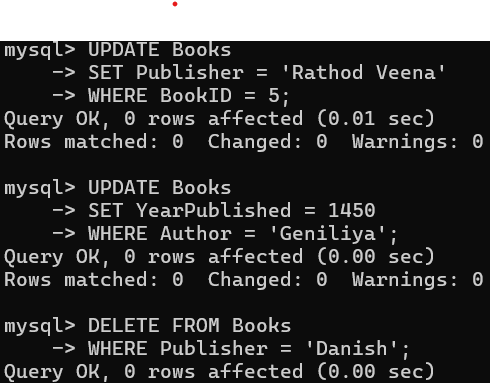 mysql> UPDATE Books
    -> SET Publisher = 'Rathod Veena'
    -> WHERE BookID = 5;
Query OK, 0 rows affected (0.01 sec)
Rows matched: 0  Changed: 0  Warnings: 0

mysql> UPDATE Books
    -> SET YearPublished = 1450
    -> WHERE Author = 'Geniliya';
Query OK, 0 rows affected (0.00 sec)
Rows matched: 0  Changed: 0  Warnings: 0

mysql> DELETE FROM Books
    -> WHERE Publisher = 'Danish';
Query OK, 0 rows affected (0.00 sec)